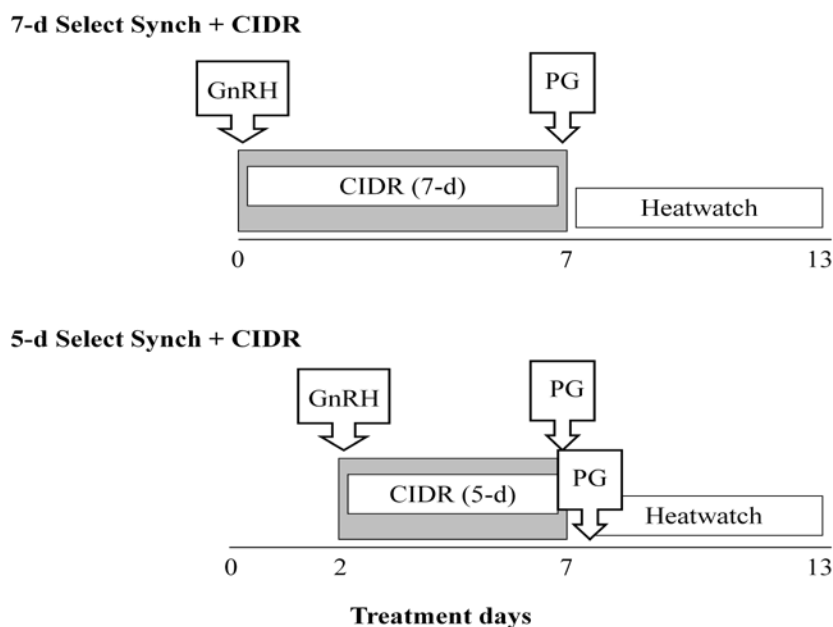 7-d Select Synch + CIDR
GnRH
PG
CIDR (7-d)
Heatwatch
0
7
13
5-d Select Synch + CIDR
GnRH
PG
CIDR (5-d)
PG
Heatwatch
0
2
7
13
Treatment days